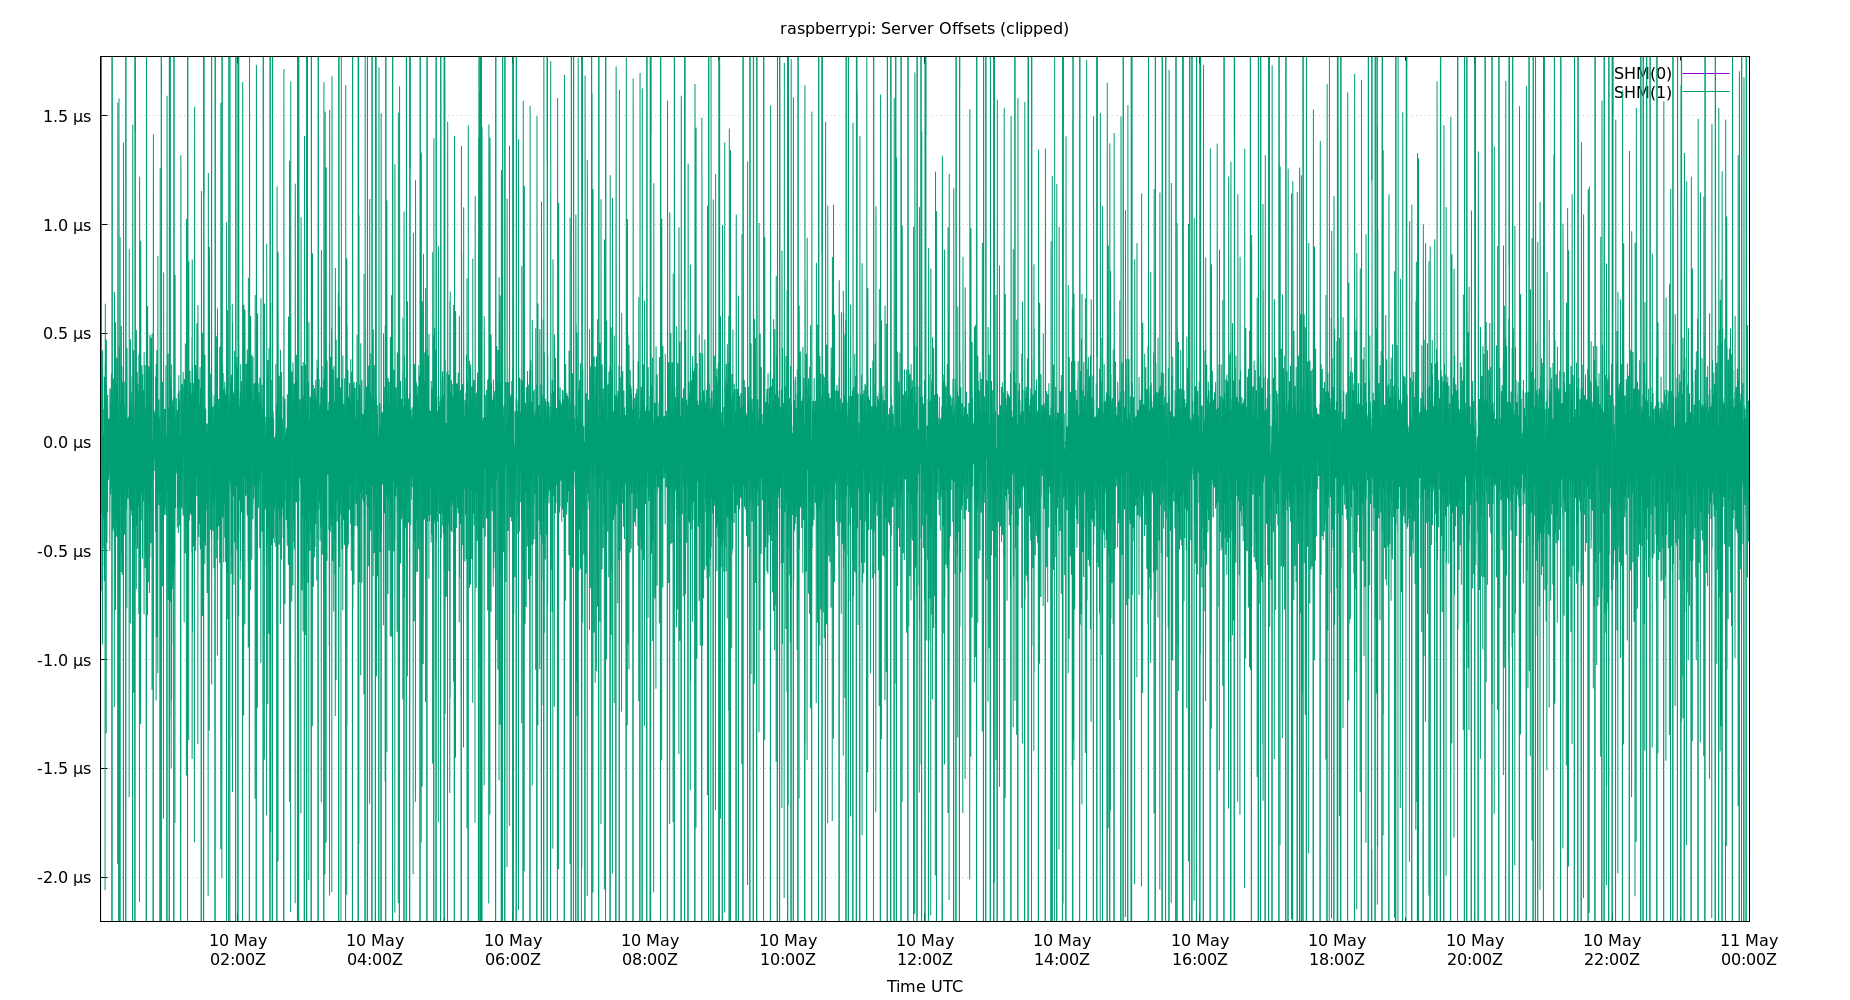 raspberrypi: Server Offsets (clipped)
SHM(0)
SHM(1)
1.5 µs
1.0 µs
0.5 µs
0.0 µs
-0.5 µs
-1.0 µs
-1.5 µs
-2.0 µs
10 May 10 May 10 May 10 May 10 May 10 May 10 May 10 May 10 May 10 May 10 May 11 May
02:00Z 04:00Z 06:00Z 08:00Z 10:00Z 12:00Z 14:00Z 16:00Z 18:00Z 20:00Z 22:00Z 00:00Z
Time UTC